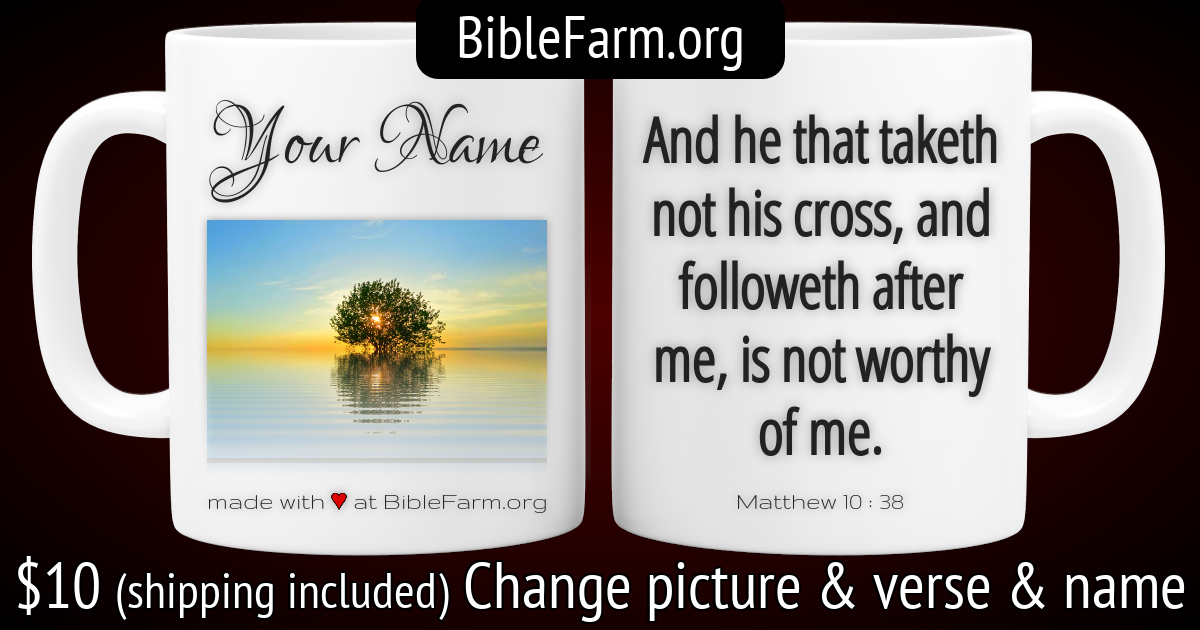 BibleFarm.org
Your Name
made with ♥ at BibleFarm.org
And he that taketh
not his cross, and
followeth after
me, is not worthy
of me.
Matthew 10 : 38
$10 (shipping included) Change picture & verse & name